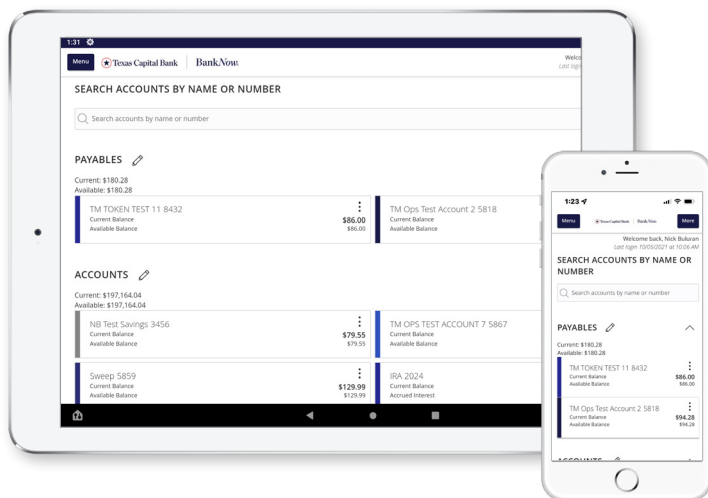 1:31
Menu
Texas Capital Bank
BankNow
Welco
Last login
SEARCH ACCOUNTS BY NAME OR NUMBER
Search accounts by name or number
PAYABLES
Current: $180.28
Available: $180.28
TM TOKEN TEST 11 8432
Current Balance $86.00
Available Balance $86.00
TM Ops Test Account 2 5818
Current Balance
Available Balance
ACCOUNTS
Current: $197,164.04
Available: $197,164.04
NB Test Savings 3456
Current Balance $79.55
Available Balance $79.55
TM OPS TEST ACCOUNT 7 5867
Current Balance
Available Balance
Sweep 5859
Current Balance $129.99
Available Balance $129.99
IRA 2024
Current Balance
Accrued Interest
1:23
Menu
Texas Capital Bank
BankNow
More
Welcome back, Nick Buluran
Last login 10/05/2021 at 10:06 AM
SEARCH ACCOUNTS BY NAME OR
NUMBER
Search accounts by name or number
PAYABLES
Current: $180.28
Available: $180.28
TM TOKEN TEST 11 8432
Current Balance $86.00
Available Balance $86.00
TM Ops Test Account 2 5818
Current Balance $94.28
Available Balance $94.28
ACCOUNTS